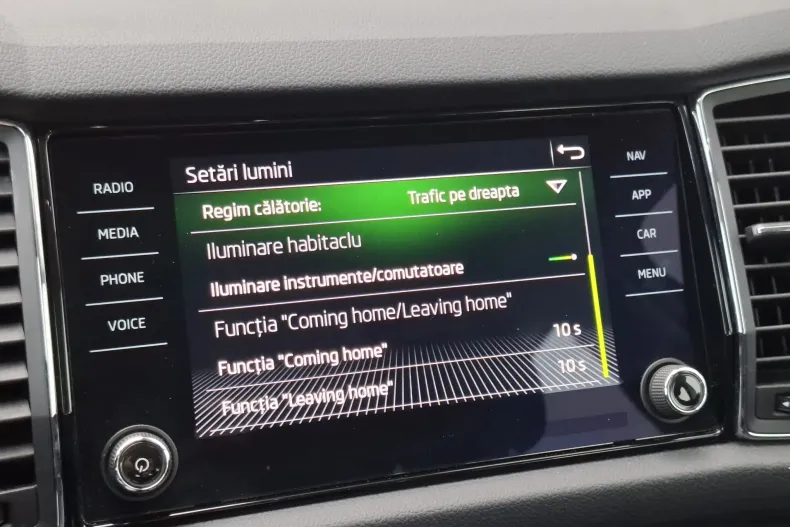 Setări lumini
Regim călătorie: Trafic pe dreapta
Iluminare habitaclu
Iluminare instrumente/comutatoare
Funcția "Coming home/Leaving home"
Funcția "Coming home" 10 s
Funcția "Leaving home" 10 s
RADIO
MEDIA
PHONE
VOICE
NAV
APP
CAR
MENU